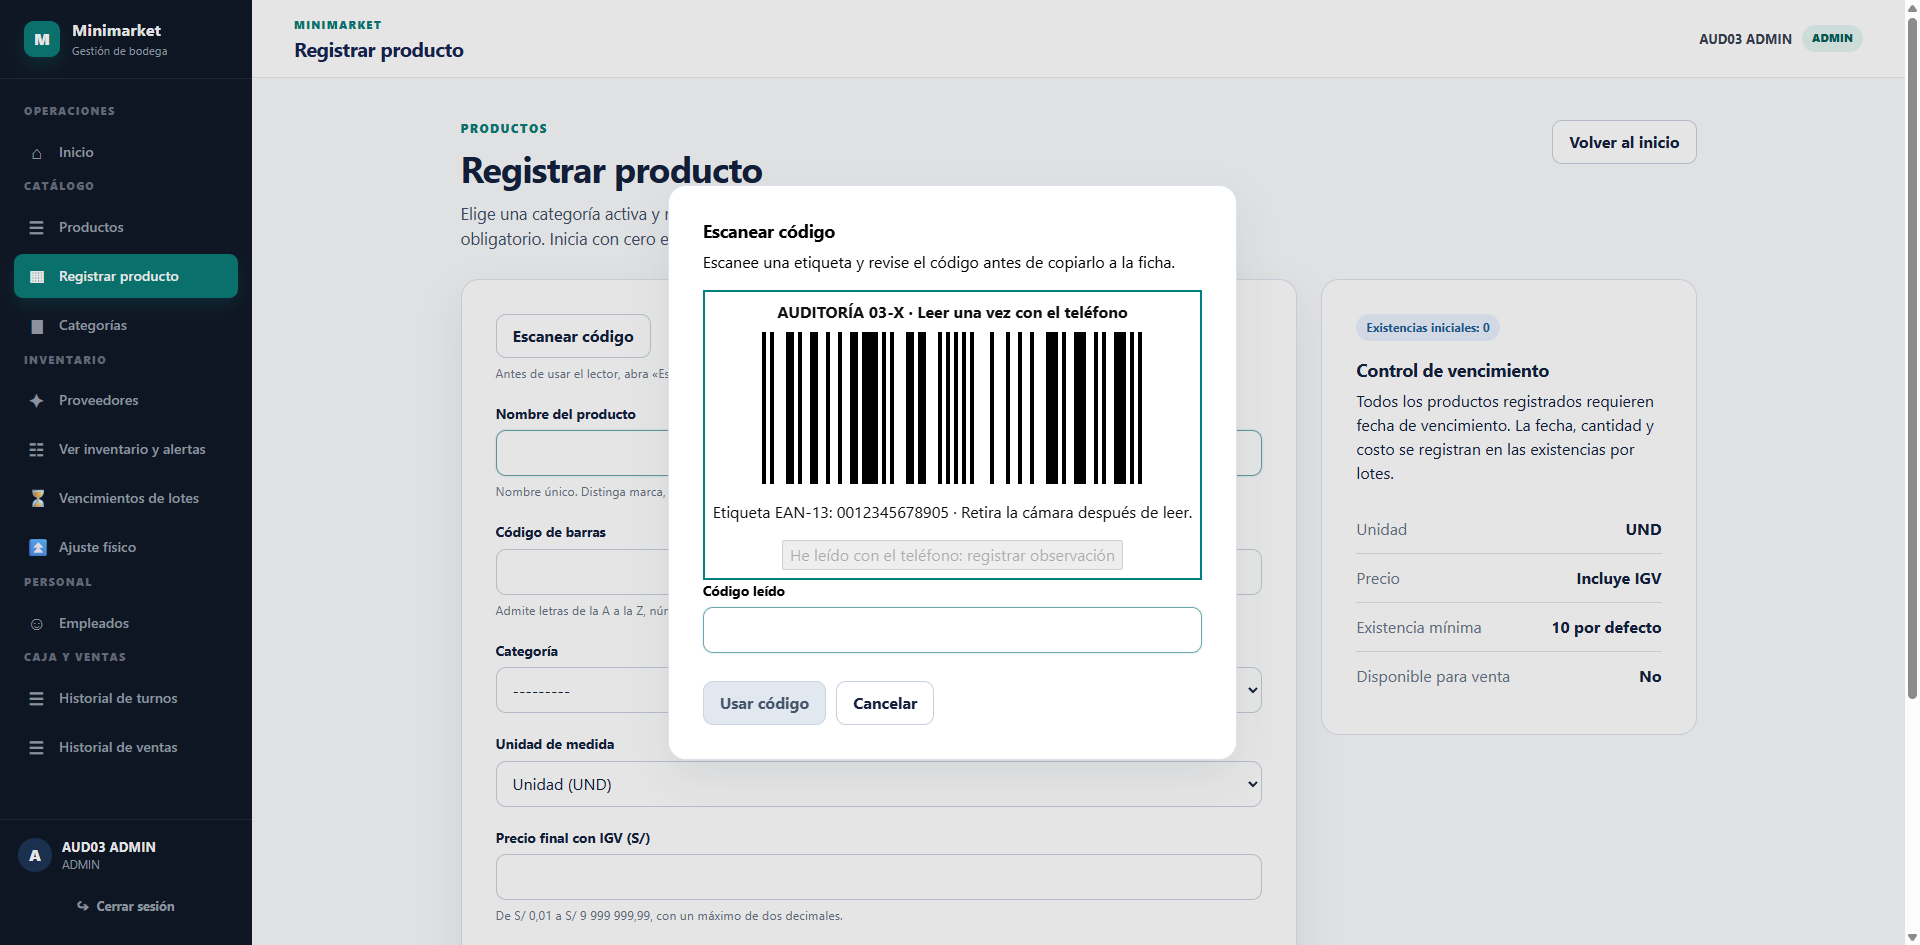 M
Minimarket
Gestión de bodega
OPERACIONES
Inicio
CATÁLOGO
Productos
Registrar producto
Categorías
INVENTARIO
Proveedores
Ver inventario y alertas
Vencimientos de lotes
Ajuste físico
PERSONAL
Empleados
CAJA Y VENTAS
Historial de turnos
Historial de ventas
A
AUD03 ADMIN
ADMIN
Cerrar sesión
MINIMARKET
Registrar producto
AUD03 ADMIN
ADMIN
PRODUCTOS
Registrar producto
Elige una categoría activa y
obligatorio. Inicia con cero
Volver al inicio
Escanear código
Antes de usar el lector, abra
Nombre del producto
Nombre único. Distinga marca,
Código de barras
Admite letras de la A a la Z,
Categoría
---------
Unidad de medida
Unidad (UND)
Precio final con IGV (S/)
De S/ 0,01 a S/ 9 999 999,99, con un máximo de dos decimales.
Escanear código
Escanee una etiqueta y revise el código antes de copiarlo a la ficha.
AUDITORÍA 03-X · Leer una vez con el teléfono
Etiqueta EAN-13: 0012345678905 · Retira la cámara después de leer.
He leído con el teléfono: registrar observación
Código leído
Usar código
Cancelar
Existencias iniciales: 0
Control de vencimiento
Todos los productos registrados requieren
fecha de vencimiento. La fecha, cantidad y
costo se registran en las existencias por
lotes.
Unidad UND
Precio Incluye IGV
Existencia mínima 10 por defecto
Disponible para venta No